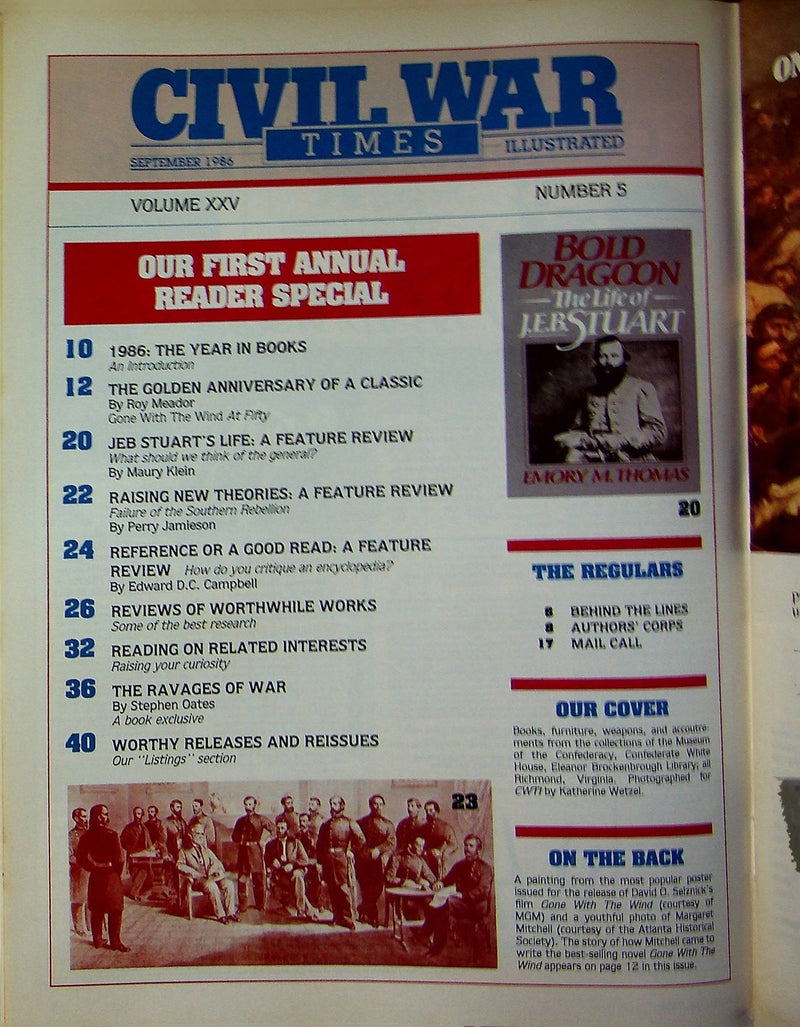 CIVIL WAR
TIMES
ILLUSTRATED
SEPTEMBER 1986
VOLUME XXV
NUMBER 5
OUR FIRST ANNUAL
READER SPECIAL
10 1986: THE YEAR IN BOOKS
An Introduction
12 THE GOLDEN ANNIVERSARY OF A CLASSIC
By Roy Meador
Gone With The Wind At Fifty
20 JEB STUART'S LIFE: A FEATURE REVIEW
What should we think of the general?
By Maury Klein
22 RAISING NEW THEORIES: A FEATURE REVIEW
Failure of the Southern Rebellion
By Perry Jamieson
24 REFERENCE OR A GOOD READ: A FEATURE
REVIEW How do you critique an encyclopedia?
By Edward D.C. Campbell
26 REVIEWS OF WORTHWHILE WORKS
Some of the best research
32 READING ON RELATED INTERESTS
Raising your curiosity
36 THE RAVAGES OF WAR
By Stephen Oates
A book exclusive
40 WORTHY RELEASES AND REISSUES
Our "Listings" section
23
BOLD
DRAGOON
The Life of
J.E.B. STUART
EMORY M. THOMAS
20
THE REGULARS
BEHIND THE LINES
8 AUTHORS' CORPS
17 MAIL CALL
OUR COVER
Books, furniture, weapons, and accoutre-
ments from the collections of the Museum
of the Confederacy, Confederate White
House, Eleanor Brockenbrough Library; all
Richmond, Virginia. Photographed for
CWTI by Katherine Wetzel.
ON THE BACK
A painting from the most popular poster
issued for the release of David O. Selznick's
film Gone With The Wind (courtesy of
MGM) and a youthful photo of Margaret
Mitchell (courtesy of the Atlanta Historical
Society). The story of how Mitchell came to
write the best-selling novel Gone With The
Wind appears on page 12 in this issue.